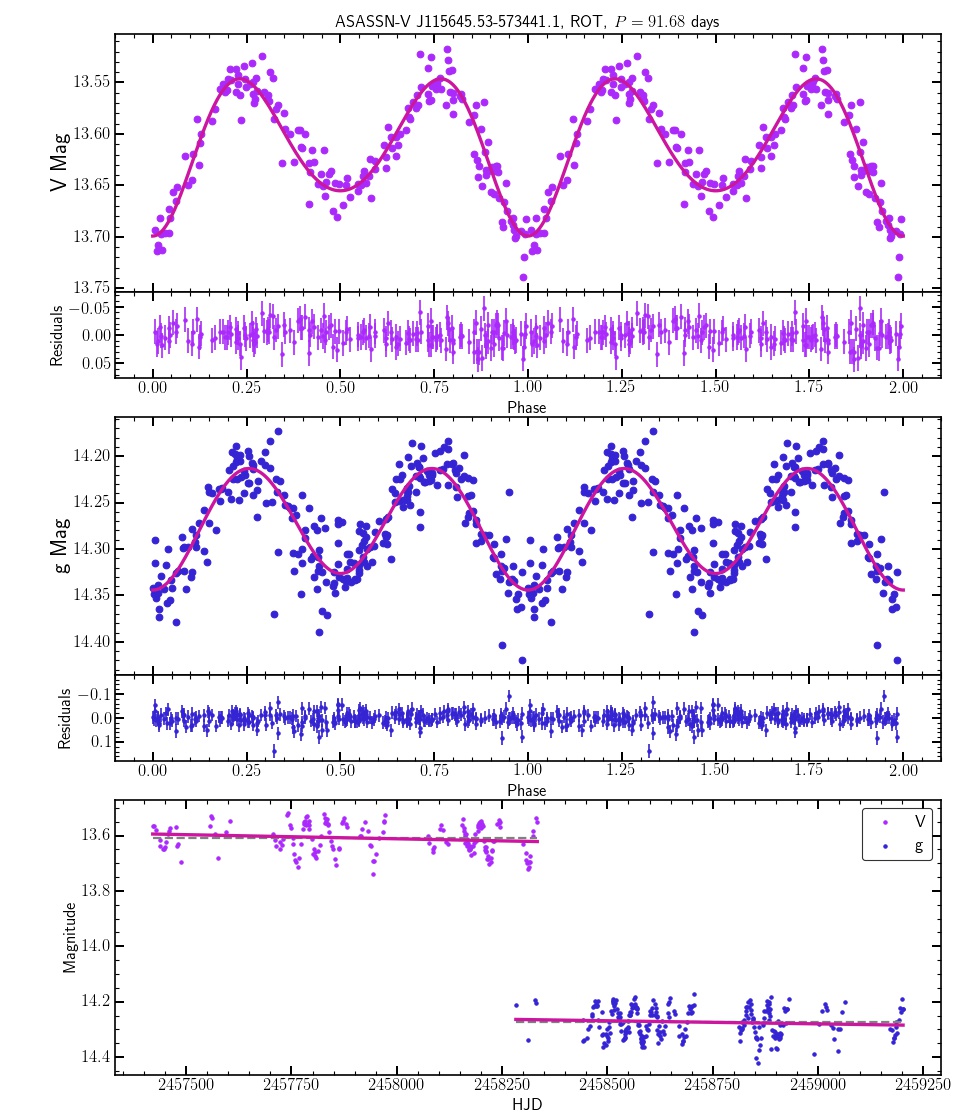 ASASSN-V J115645.53-573441.1, ROT, P = 91.68 days
V Mag
13.55
13.60
13.65
13.70
13.75
Residuals
−0.05
0.00
0.05
0.00 0.25 0.50 0.75 1.00 1.25 1.50 1.75 2.00
Phase
g Mag
14.20
14.25
14.30
14.35
14.40
Residuals
−0.1
0.0
0.1
0.00 0.25 0.50 0.75 1.00 1.25 1.50 1.75 2.00
Phase
Magnitude
13.6
13.8
14.0
14.2
14.4
V
g
2457500 2457750 2458000 2458250 2458500 2458750 2459000 2459250
HJD